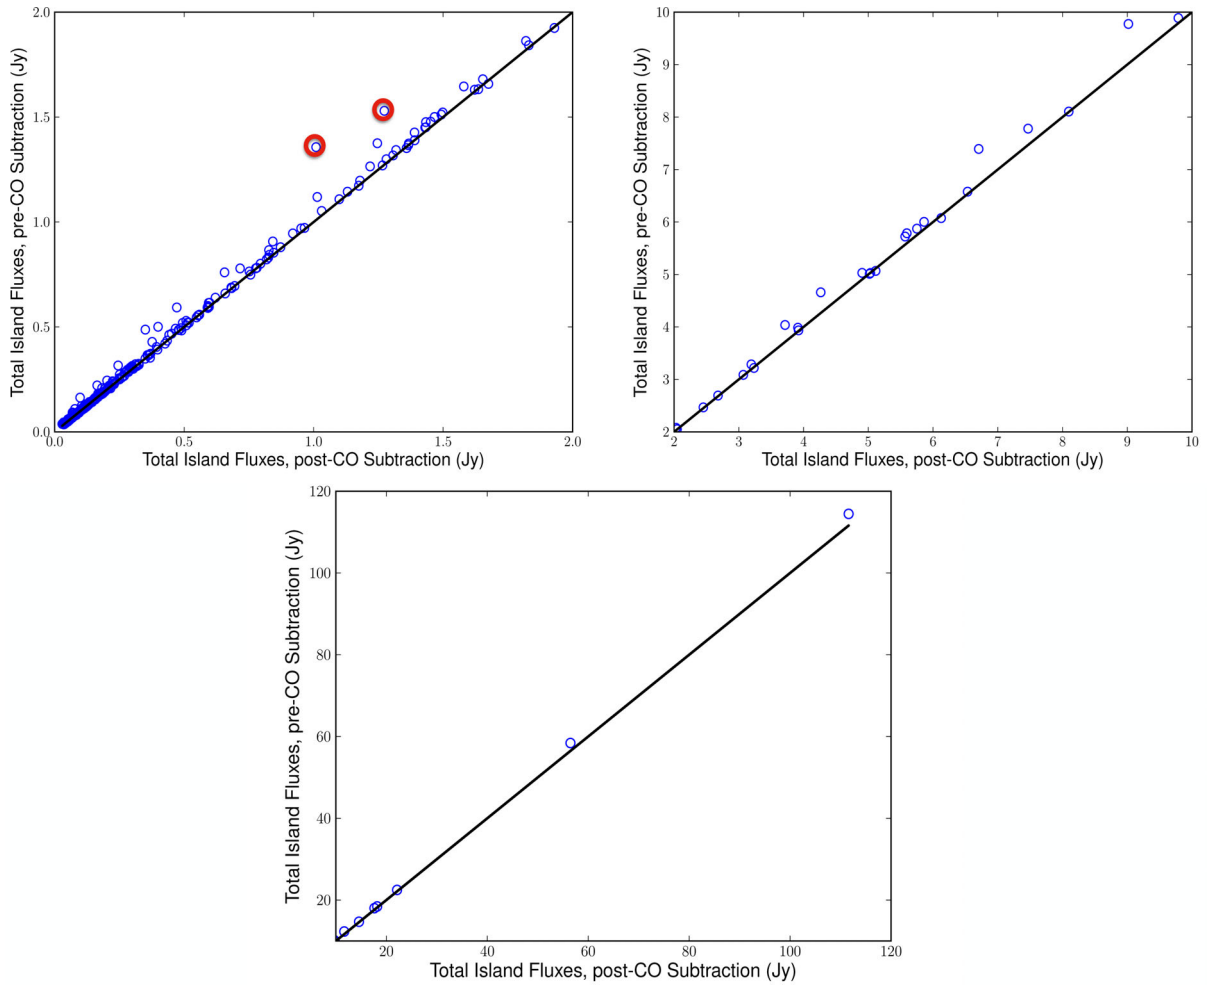 2.0
1.5
1.0
0.5
0.0
Total Island Fluxes, pre-CO Subtraction (Jy)
0.0 0.5 1.0 1.5 2.0
Total Island Fluxes, post-CO Subtraction (Jy)
10
9
8
7
6
5
4
3
2
Total Island Fluxes, pre-CO Subtraction (Jy)
2 3 4 5 6 7 8 9 10
Total Island Fluxes, post-CO Subtraction (Jy)
120
100
80
60
40
20
Total Island Fluxes, pre-CO Subtraction (Jy)
20 40 60 80 100 120
Total Island Fluxes, post-CO Subtraction (Jy)